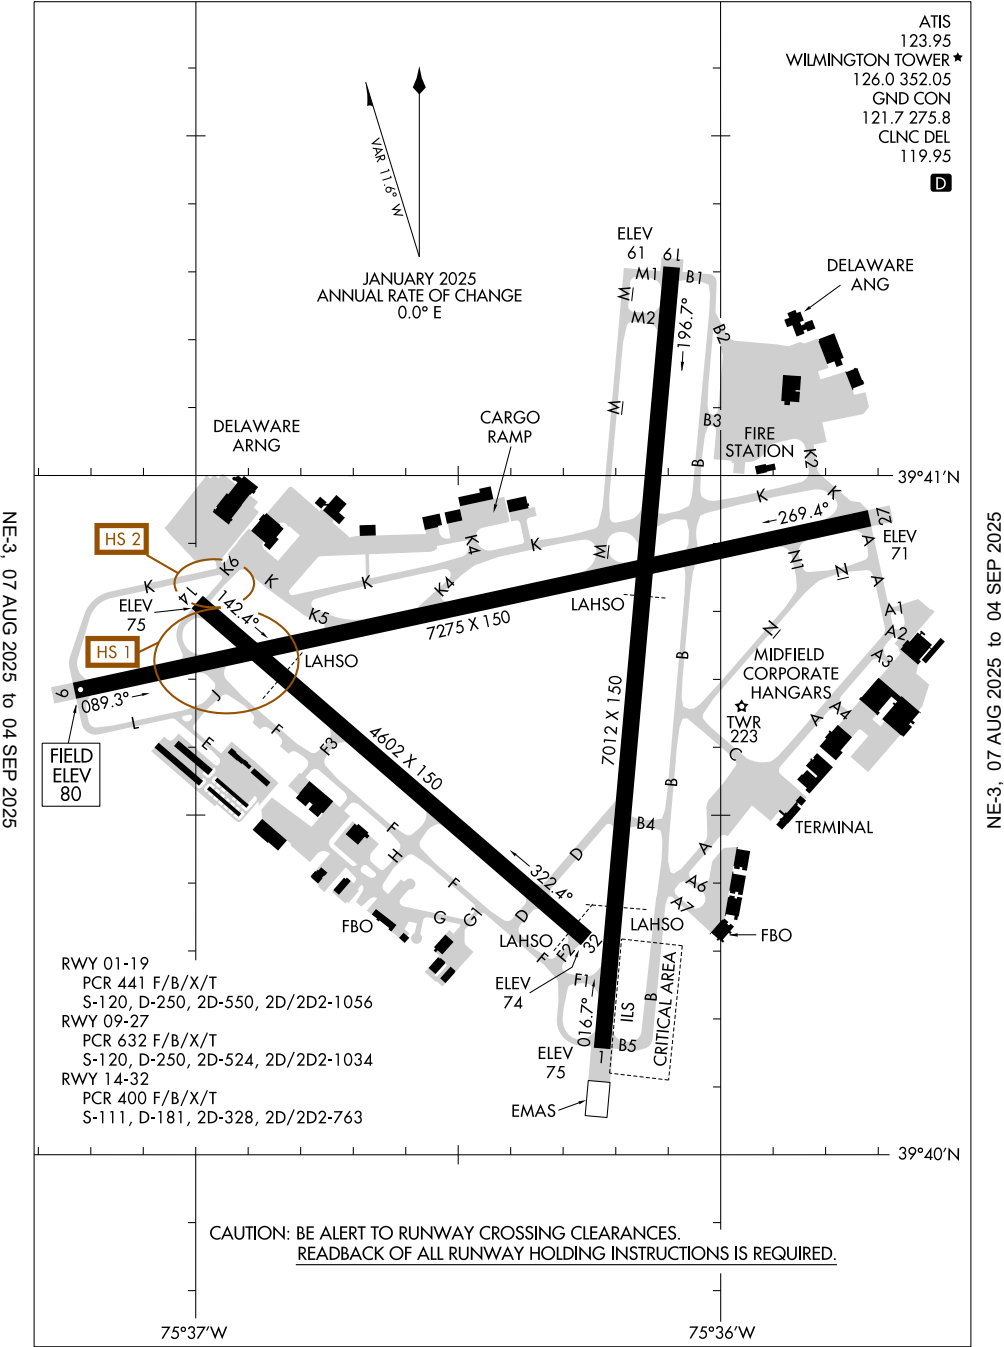 ATIS
123.95
WILMINGTON TOWER
126.0 352.05
GND CON
121.7 275.8
CLNC DEL
119.95
D
VAR 11.6° W
JANUARY 2025
ANNUAL RATE OF CHANGE
0.0° E
ELEV
61
19
M1
B1
DELAWARE
ANG
M
M2
196.7°
B2
M
B3
CARGO
RAMP
DELAWARE
ARNG
FIRE
STATION
B
K2
39°41'N
K
K
22
269.4°
ELEV
71
A
HS 2
K6
K4
K
M
N1
N
A
K
K
K
K4
ELEV
75
14
142.4°
K5
7275 X 150
LAHSO
A1
A2
A3
N
HS 1
LAHSO
B
MIDFIELD
CORPORATE
HANGARS
9
089.3°
J
L
TWR
223
A
A4
7012 X 150
FIELD
ELEV
80
E
F
F3
4602 X 150
C
B
F
B4
TERMINAL
H
D
A
322.4°
F
A6
A7
FBO
G
G1
D
LAHSO
LAHSO
FBO
F
F2
32
RWY 01-19
PCR 441 F/B/X/T
S-120, D-250, 2D-550, 2D/2D2-1056
RWY 09-27
PCR 632 F/B/X/T
S-120, D-250, 2D-524, 2D/2D2-1034
RWY 14-32
PCR 400 F/B/X/T
S-111, D-181, 2D-328, 2D/2D2-763
ELEV
74
F1
016.7°
ILS
CRITICAL AREA
B
B5
ELEV
75
1
EMAS
39°40'N
CAUTION: BE ALERT TO RUNWAY CROSSING CLEARANCES.
READBACK OF ALL RUNWAY HOLDING INSTRUCTIONS IS REQUIRED.
75°37'W
75°36'W
NE-3, 07 AUG 2025 to 04 SEP 2025
NE-3, 07 AUG 2025 to 04 SEP 2025